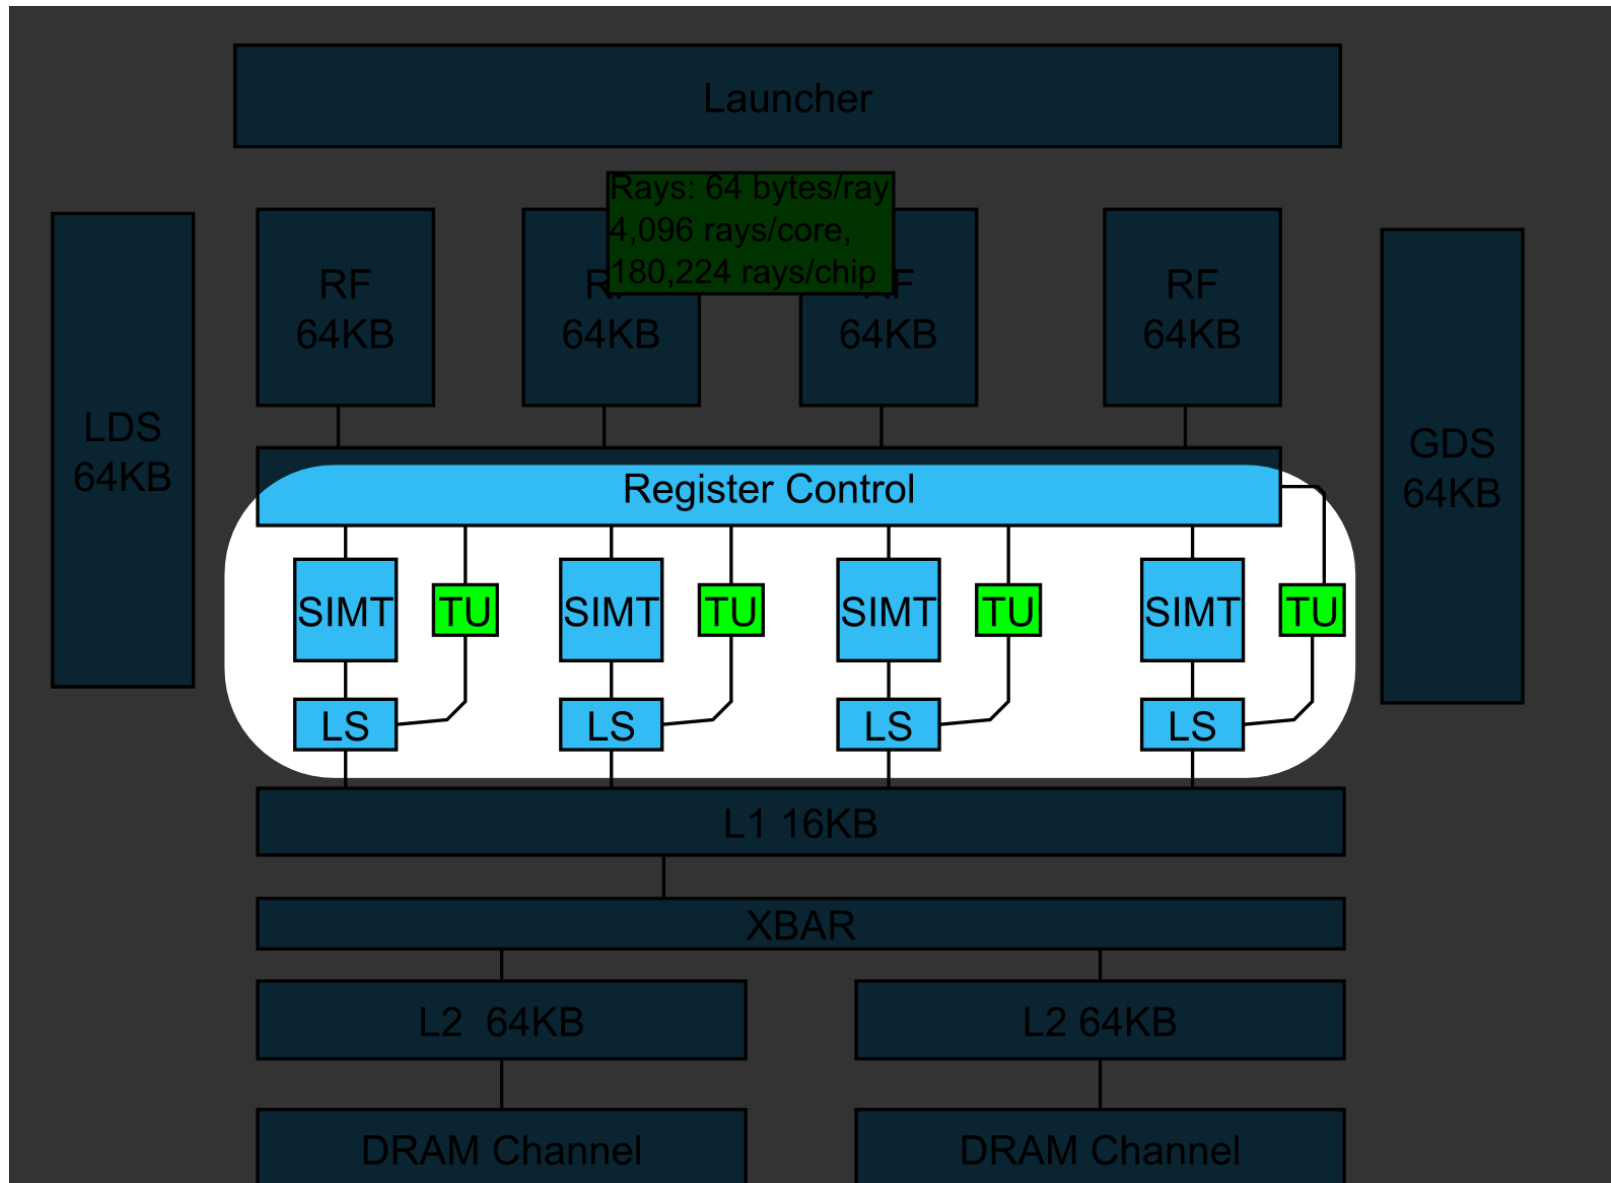 Launcher
Rays: 64 bytes/ray
4,096 rays/core,
180,224 rays/chip
RF
64KB
RF
64KB
RF
64KB
RF
64KB
LDS
64KB
GDS
64KB
Register Control
SIMT
TU
SIMT
TU
SIMT
TU
SIMT
TU
LS
LS
LS
LS
L1 16KB
XBAR
L2 64KB
L2 64KB
DRAM Channel
DRAM Channel